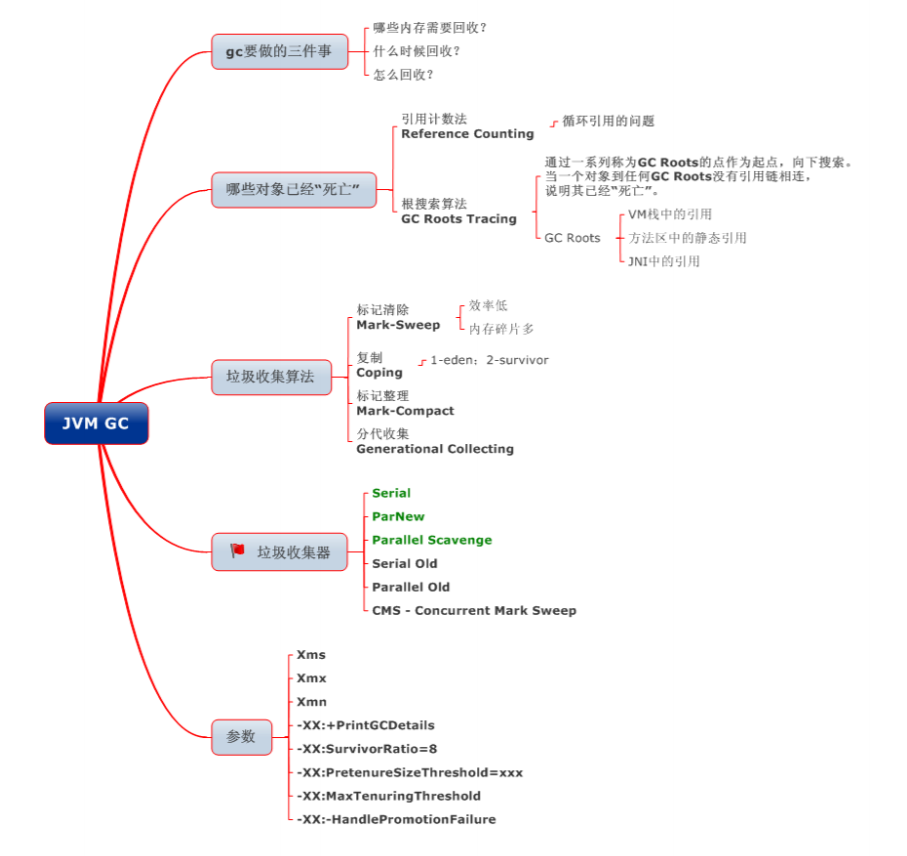 JVM GC
gc要做的三件事
哪些内存需要回收？
什么时候回收？
怎么回收？
哪些对象已经“死亡”
引用计数法
Reference Counting
循环引用的问题
根搜索算法
GC Roots Tracing
通过一系列称为GC Roots的点作为起点，向下搜索。
当一个对象到任何GC Roots没有引用链相连，
说明其已经“死亡”。
GC Roots
VM栈中的引用
方法区中的静态引用
JNI中的引用
垃圾收集算法
标记清除
Mark-Sweep
效率低
内存碎片多
复制
Coping
1-eden；2-survivor
标记整理
Mark-Compact
分代收集
Generational Collecting
垃圾收集器
Serial
ParNew
Parallel Scavenge
Serial Old
Parallel Old
CMS - Concurrent Mark Sweep
参数
Xms
Xmx
Xmn
-XX:+PrintGCDetails
-XX:SurvivorRatio=8
-XX:PretenureSizeThreshold=xxx
-XX:MaxTenuringThreshold
-XX:-HandlePromotionFailure